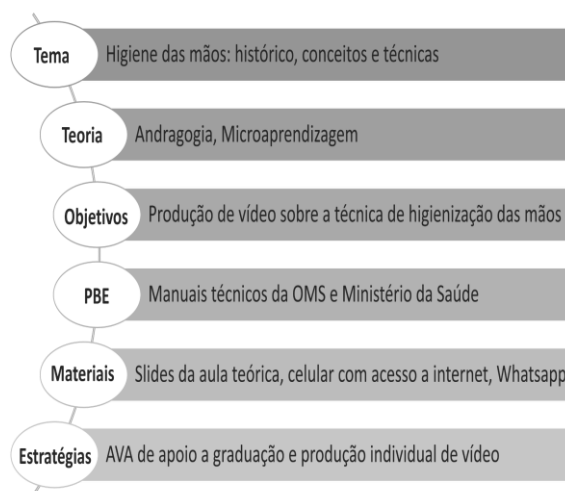 Tema Higiene das mãos: histórico, conceitos e técnicas
Teoria Andragogia, Microaprendizagem
Objetivos Produção de vídeo sobre a técnica de higienização das mãos
PBE Manuais técnicos da OMS e Ministério da Saúde
Materiais Slides da aula teórica, celular com acesso a internet, Whatsapp
Estratégias AVA de apoio a graduação e produção individual de vídeo